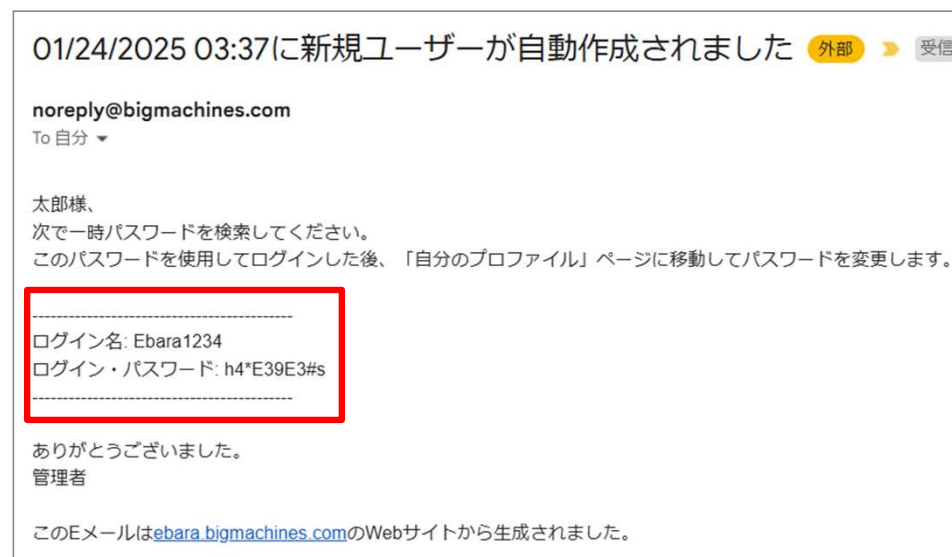 01/24/2025 03:37に新規ユーザーが自動作成されました 外部 受信
noreply@bigmachines.com
To 自分
太郎様、
次で一時パスワードを検索してください。
このパスワードを使用してログインした後、「自分のプロファイル」ページに移動してパスワードを変更します。
-------------------------------------------
ログイン名: Ebara1234
ログイン・パスワード: h4*E39E3#s
-------------------------------------------
ありがとうございました。
管理者
このEメールはebara.bigmachines.comのWebサイトから生成されました。